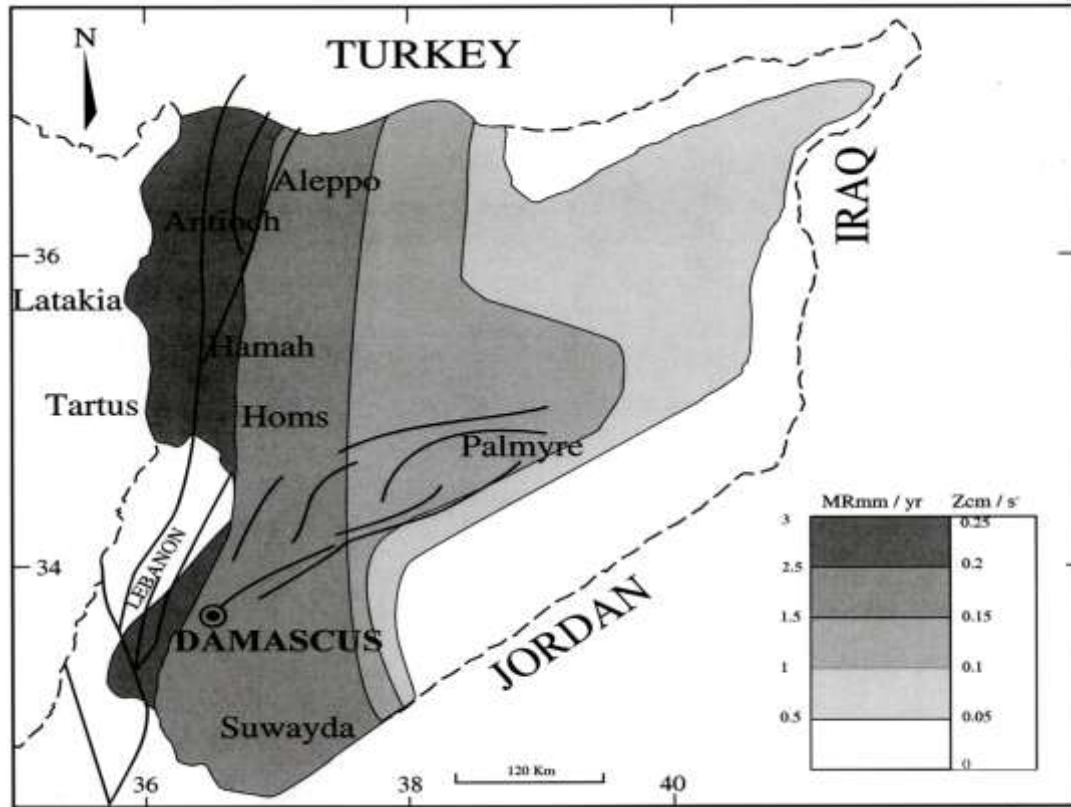 N
TURKEY
Aleppo
Antioch
IRAQ
36
Latakia
Hamah
Tartus
Homs
Palmyre
MRmm / yr Zcm / s
3 0.25
2.5 0.2
1.5 0.15
1 0.1
0.5 0.05
0
34
LEBANON
DAMASCUS
JORDAN
Suwayda
120 Km
36 38 40